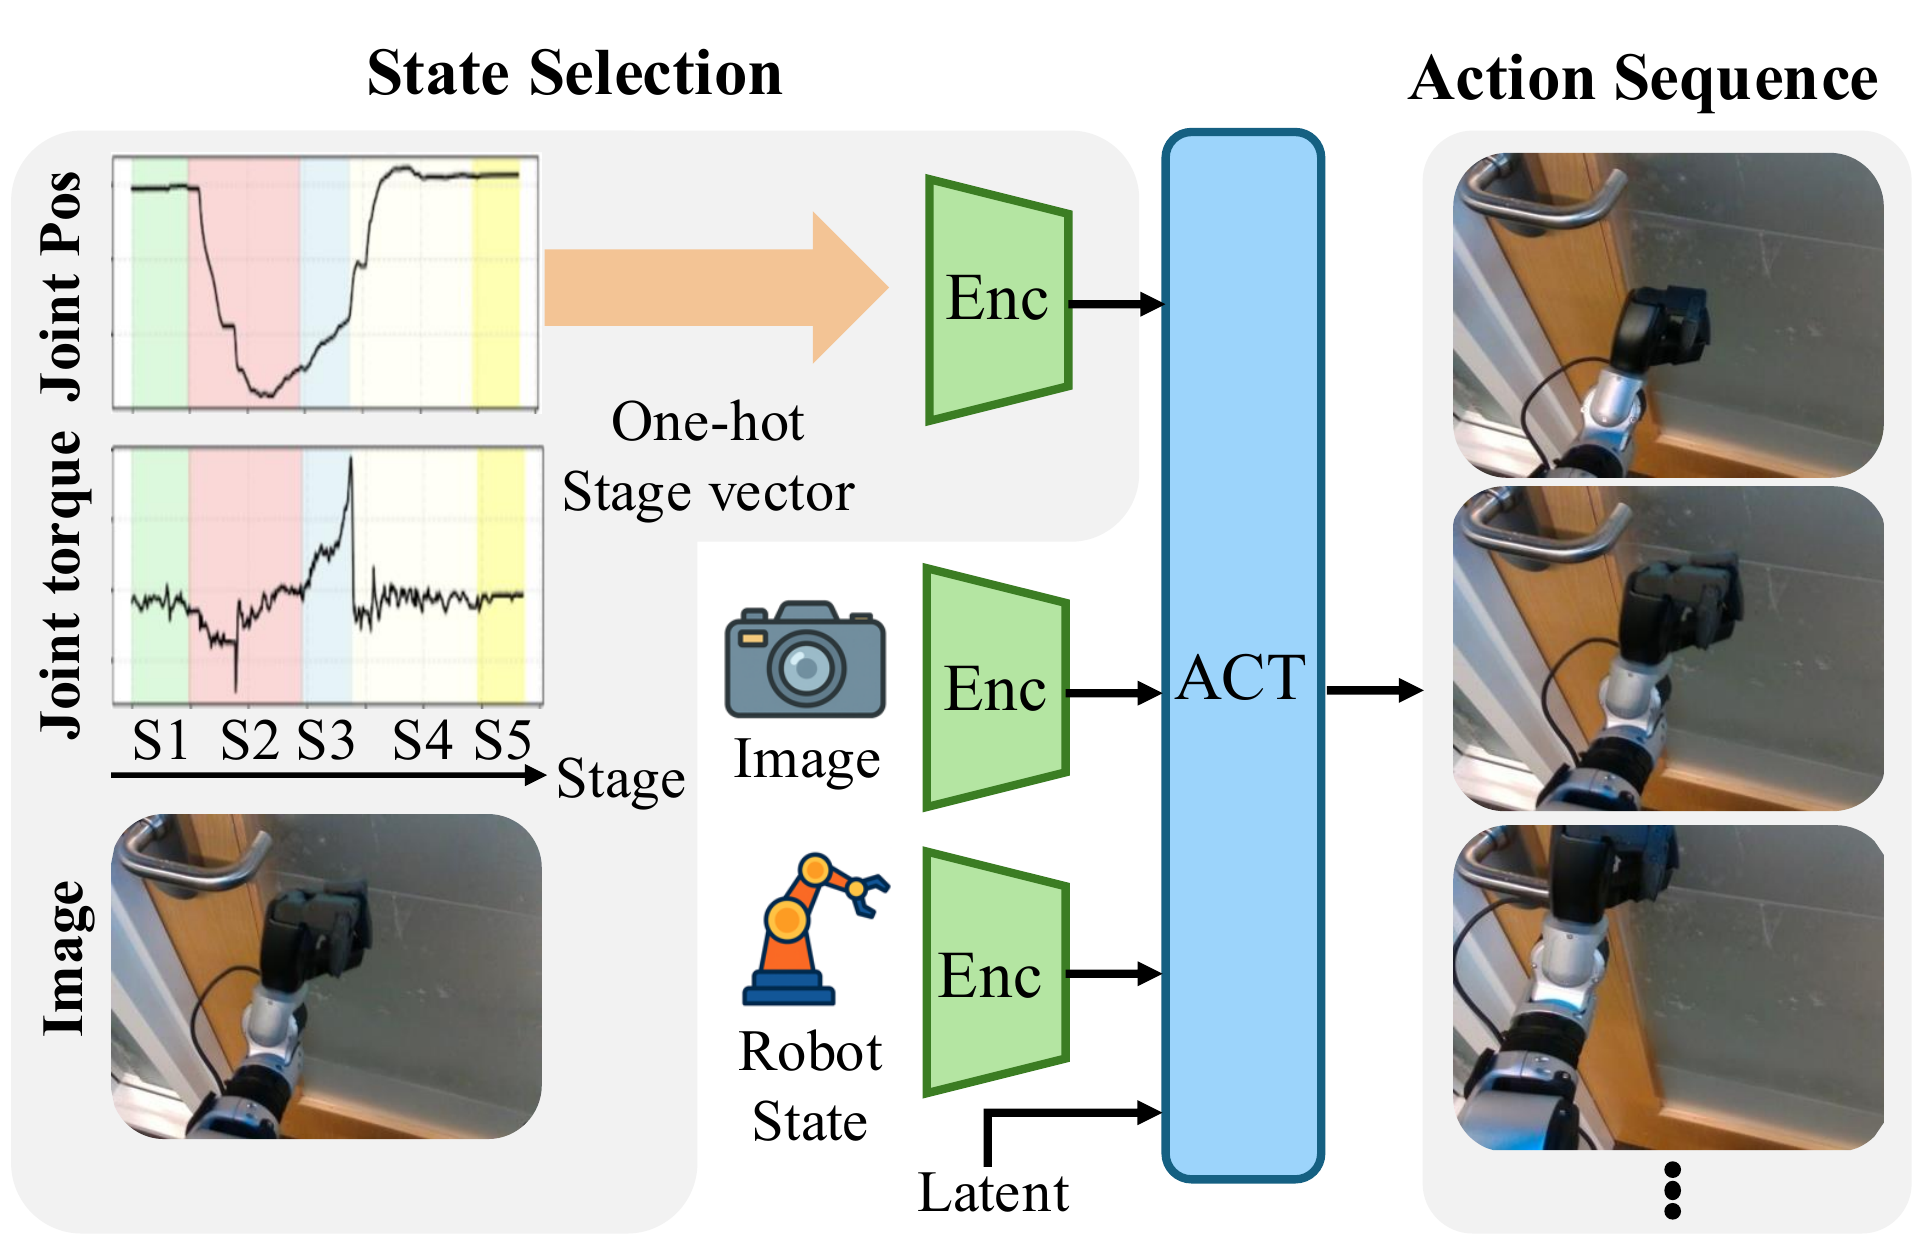 State Selection
Action Sequence
Joint Pos
Enc
One-hot
Stage vector
Joint torque
S1 S2 S3 S4 S5
Stage
Image
Image
Enc
ACT
Robot
State
Enc
Latent